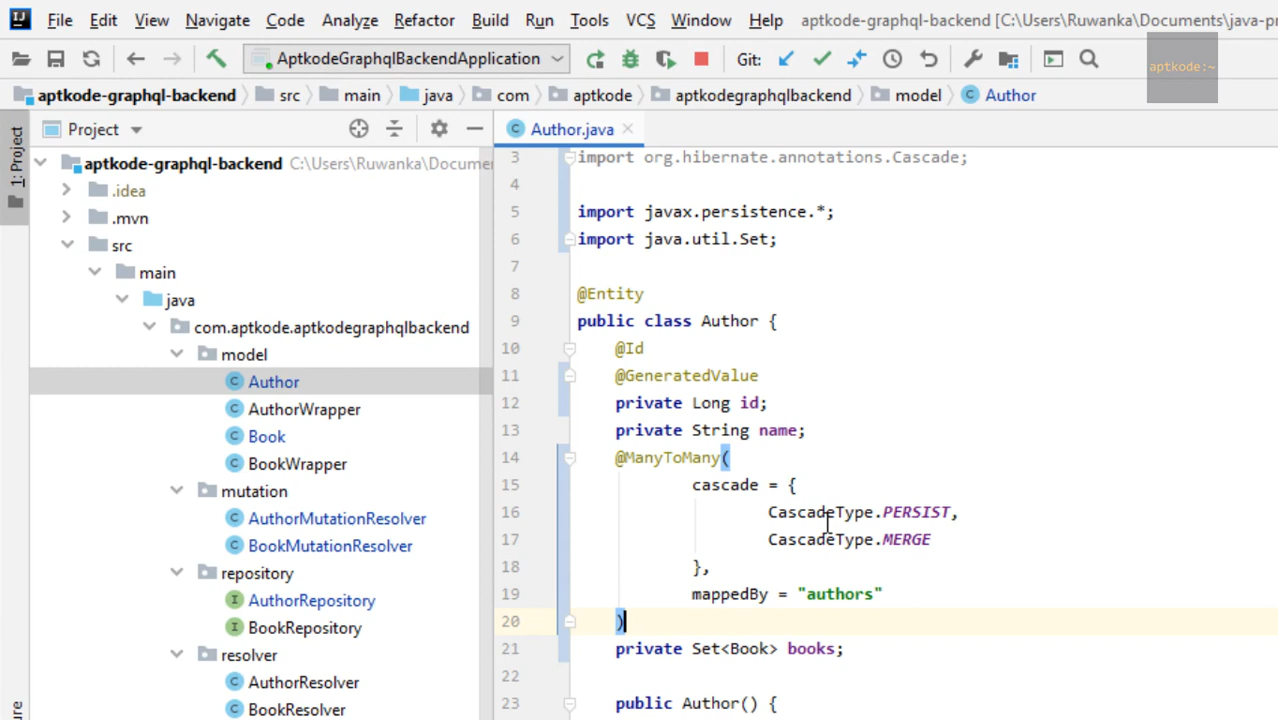 File Edit View Navigate Code Analyze Refactor Build Run Tools VCS Window Help aptkode-graphql-backend [C:\Users\Ruwanka\Documents\java-pr
AptkodeGraphqlBackendApplication Git:
aptkode:~
aptkode-graphql-backend src main java com aptkode aptkodegraphqlbackend model Author
1: Project
Project
aptkode-graphql-backend C:\Users\Ruwanka\Docume
.idea
.mvn
src
main
java
com.aptkode.aptkodegraphqlbackend
model
Author
AuthorWrapper
Book
BookWrapper
mutation
AuthorMutationResolver
BookMutationResolver
repository
AuthorRepository
BookRepository
resolver
AuthorResolver
BookResolver
Author.java
3 import org.hibernate.annotations.Cascade;
4
5 import javax.persistence.*;
6 import java.util.Set;
7
8 @Entity
9 public class Author {
10 @Id
11 @GeneratedValue
12 private Long id;
13 private String name;
14 @ManyToMany(
15 cascade = {
16 CascadeType.PERSIST,
17 CascadeType.MERGE
18 },
19 mappedBy = "authors"
20 )
21 private Set<Book> books;
22
23 public Author() {